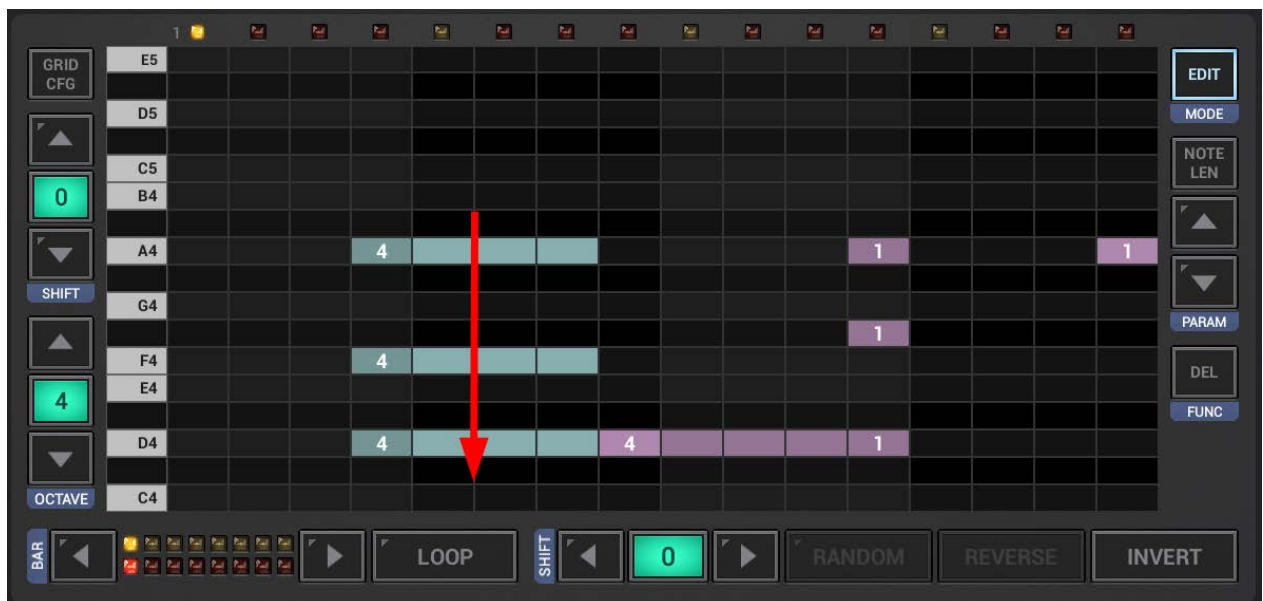 1
GRID
CFG
E5
EDIT
D5
MODE
C5
NOTE
LEN
0
B4
A4
4
1
1
SHIFT
G4
1
PARAM
F4
4
DEL
4
E4
FUNC
D4
4
4
1
OCTAVE
C4
BAR
LOOP
SHIFT
0
RANDOM
REVERSE
INVERT